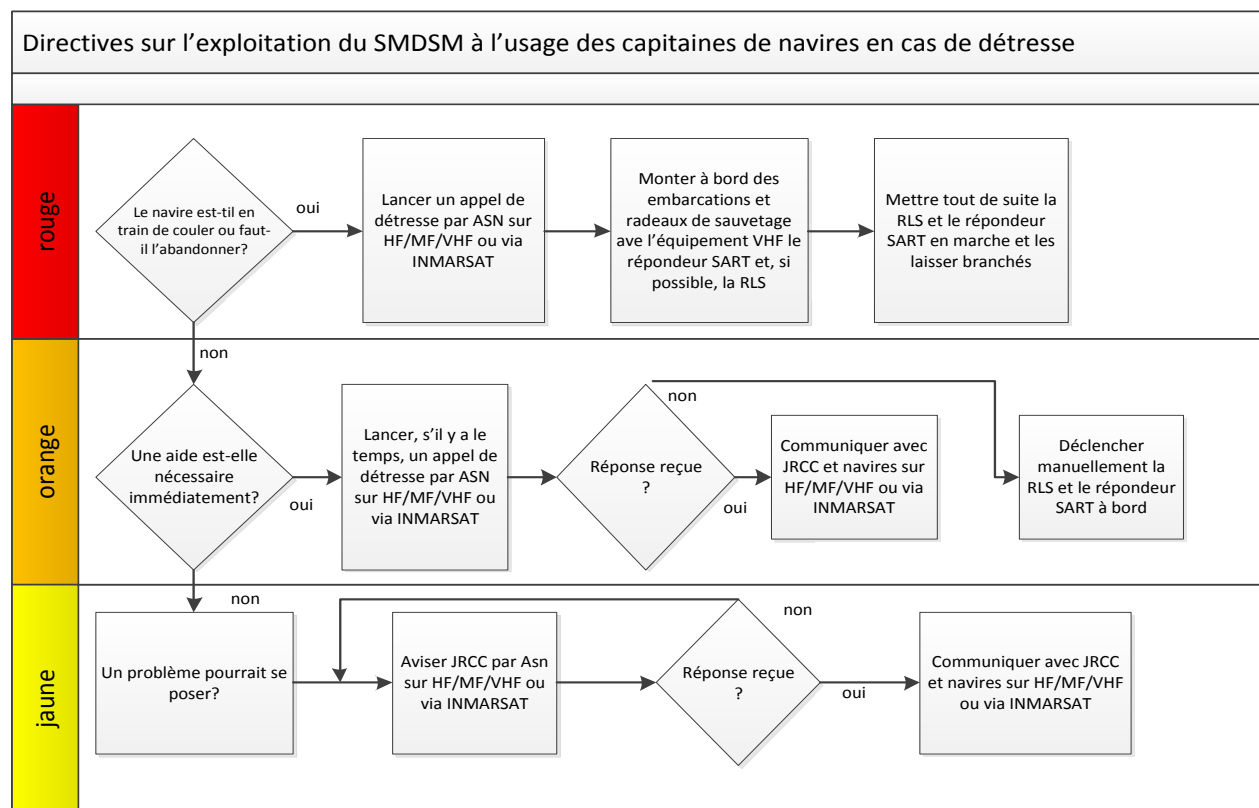 Directives sur l'exploitation du SMDSM à l'usage des capitaines de navires en cas de détresse
rouge
Le navire est-til en
train de couler ou faut-
il l'abandonner?
oui
Lancer un appel de
détresse par ASN sur
HF/MF/VHF ou via
INMARSAT
Monter à bord des
embarcations et
radeaux de sauvetage
ave l'équipement VHF le
répondeur SART et, si
possible, la RLS
Mettre tout de suite la
RLS et le répondeur
SART en marche et les
laisser branchés
non
orange
Une aide est-elle
nécessaire
immédiatement?
oui
Lancer, s'il y a le
temps, un appel de
détresse par ASN
sur HF/MF/VHF ou
via INMARSAT
Réponse reçue
?
non
oui
Communiquer avec
JRCC et navires sur
HF/MF/VHF ou via
INMARSAT
Déclencher
manuellement la
RLS et le répondeur
SART à bord
non
jaune
Un problème pourrait se
poser?
Aviser JRCC par Asn
sur HF/MF/VHF ou
via INMARSAT
Réponse reçue
?
non
oui
Communiquer avec JRCC
et navires sur HF/MF/VHF
ou via INMARSAT